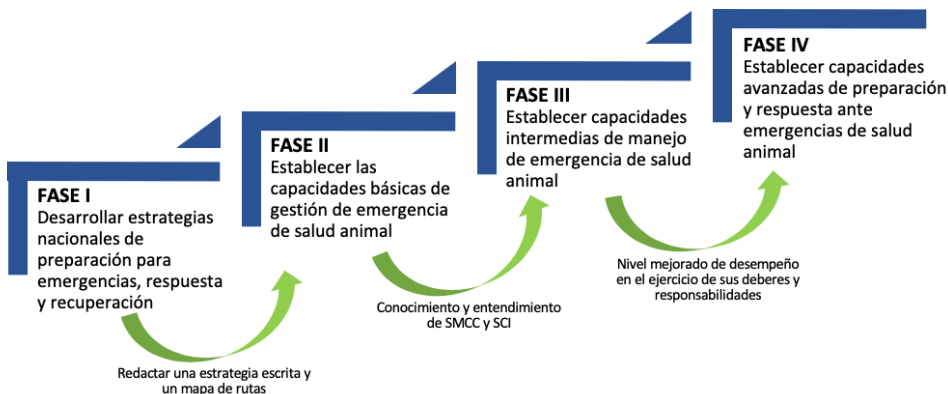 FASE I
Desarrollar estrategias
nacionales de
preparación para
emergencias, respuesta
y recuperación
Redactar una estrategia escrita y
un mapa de rutas
FASE II
Establecer las
capacidades básicas de
gestión de emergencia
de salud animal
Conocimiento y entendimiento
de SMCC y SCI
FASE III
Establecer capacidades
intermedias de manejo
de emergencia de salud
animal
Nivel mejorado de desempeño
en el ejercicio de sus deberes y
responsabilidades
FASE IV
Establecer capacidades
avanzadas de preparación
y respuesta ante
emergencias de salud
animal